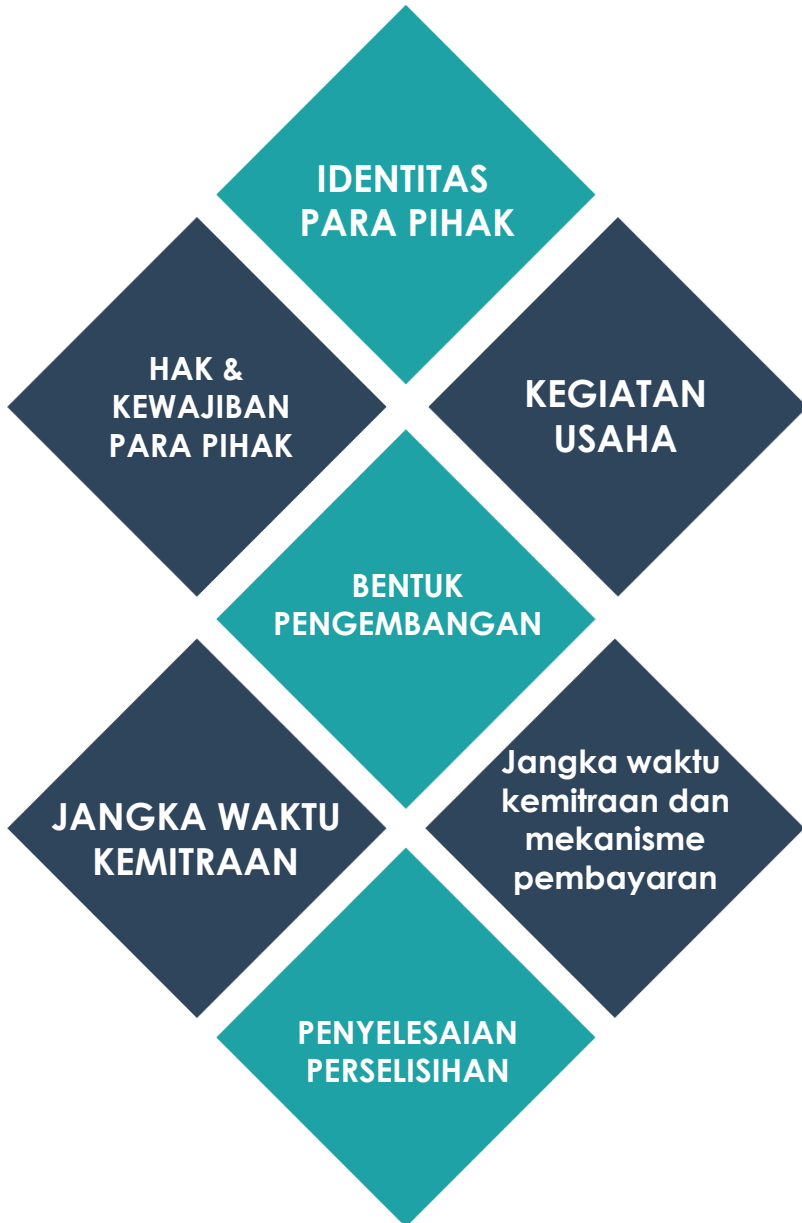 IDENTITAS
PARA PIHAK
HAK &
KEWAJIBAN
PARA PIHAK
KEGIATAN
USAHA
BENTUK
PENGEMBANGAN
JANGKA WAKTU
KEMITRAAN
Jangka waktu
kemitraan dan
mekanisme
pembayaran
PENYELESAIAN
PERSELISIHAN